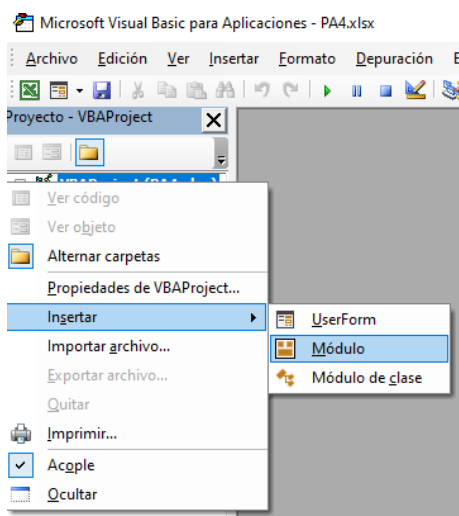 Microsoft Visual Basic para Aplicaciones - PA4.xlsx
Archivo Edición Ver Insertar Formato Depuración E
Proyecto - VBAProject
Ver código
Ver objeto
Alternar carpetas
Propiedades de VBAProject...
Insertar
UserForm
Módulo
Módulo de clase
Importar archivo...
Exportar archivo...
Quitar
Imprimir...
Acople
Ocultar